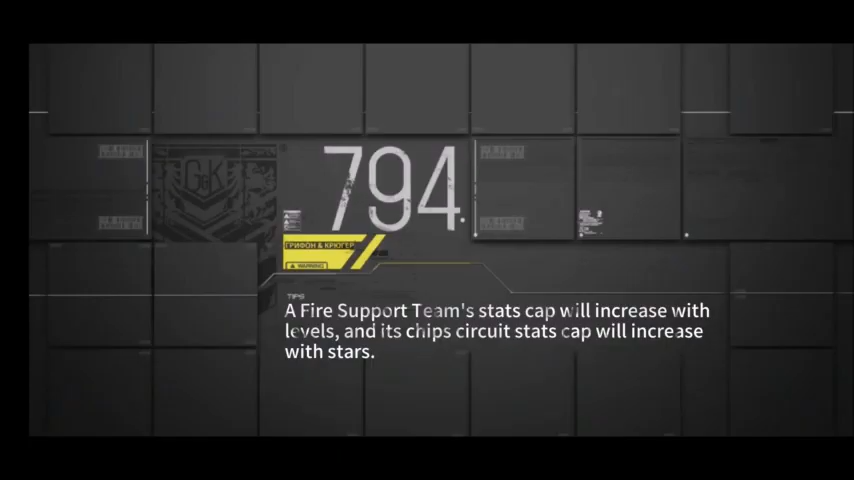 G&K
794.
ГРИФОН & КРЮГЕР
WARNING!
TIPS
A Fire Support Team's stats cap will increase with
levels, and its chips circuit stats cap will increase
with stars.